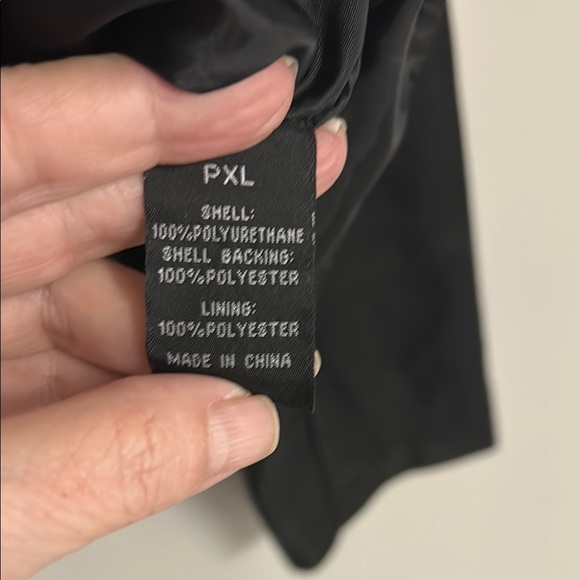 PXL
SHELL:
100%POLYURETHANE
SHELL BACKING:
100%POLYESTER
LINING:
100%POLYESTER
MADE IN CHINA